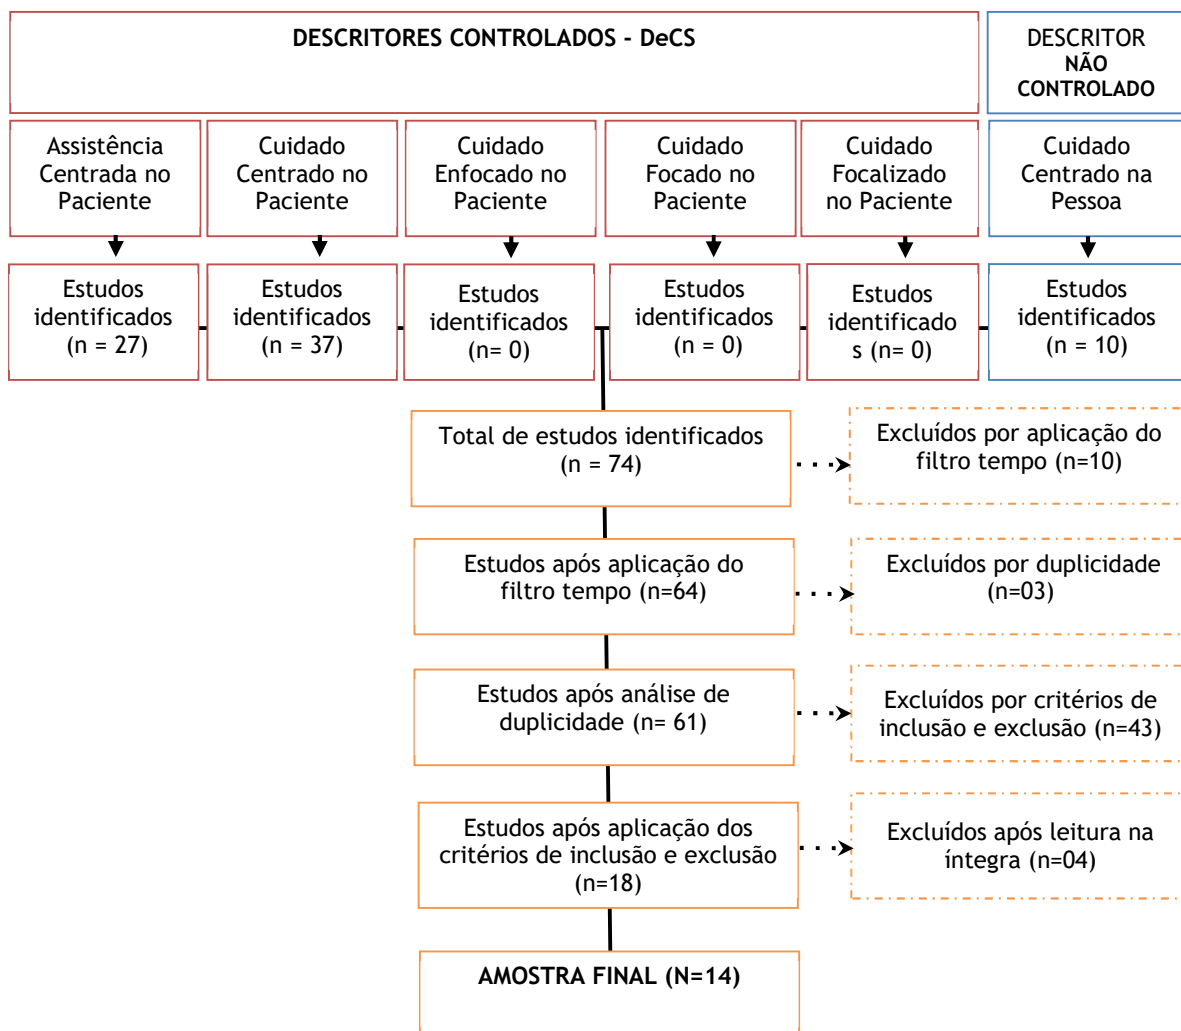 DESCRITORES CONTROLADOS - DeCS
DESCRITOR
NÃO
CONTROLADO
Assistência
Centrada no
Paciente
Cuidado
Centrado no
Paciente
Cuidado
Enfocado no
Paciente
Cuidado
Focado no
Paciente
Cuidado
Focalizado
no Paciente
Cuidado
Centrado na
Pessoa
Estudos
identificados
(n = 27)
Estudos
identificados
(n = 37)
Estudos
identificados
(n= 0)
Estudos
identificados
(n = 0)
Estudos
identificado
s (n= 0)
Estudos
identificados
(n = 10)
Total de estudos identificados
(n = 74)
Excluídos por aplicação do
filtro tempo (n=10)
Estudos após aplicação do
filtro tempo (n=64)
Excluídos por duplicidade
(n=03)
Estudos após análise de
duplicidade (n= 61)
Excluídos por critérios de
inclusão e exclusão (n=43)
Estudos após aplicação dos
critérios de inclusão e exclusão
(n=18)
Excluídos após leitura na
íntegra (n=04)
AMOSTRA FINAL (N=14)